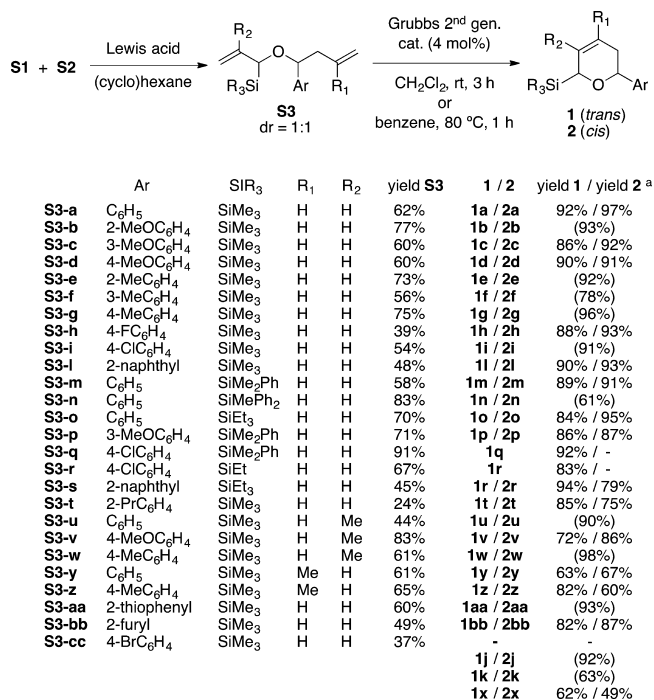 S1 + S2
Lewis acid
(cyclo)hexane
R2
O
R3Si
Ar
R1
S3
dr = 1:1
Grubbs 2nd gen.
cat. (4 mol%)
CH2Cl2, rt, 3 h
or
benzene, 80 ºC, 1 h
R1
R2
R3Si
O
Ar
1 (trans)
2 (cis)
Ar SIR3 R1 R2 yield S3 1 / 2 yield 1 / yield 2 a
S3-a C6H5 SiMe3 H H 62% 1a / 2a 92% / 97%
S3-b 2-MeOC6H4 SiMe3 H H 77% 1b / 2b (93%)
S3-c 3-MeOC6H4 SiMe3 H H 60% 1c / 2c 86% / 92%
S3-d 4-MeOC6H4 SiMe3 H H 60% 1d / 2d 90% / 91%
S3-e 2-MeC6H4 SiMe3 H H 73% 1e / 2e (92%)
S3-f 3-MeC6H4 SiMe3 H H 56% 1f / 2f (78%)
S3-g 4-MeC6H4 SiMe3 H H 75% 1g / 2g (96%)
S3-h 4-FC6H4 SiMe3 H H 39% 1h / 2h 88% / 93%
S3-i 4-ClC6H4 SiMe3 H H 54% 1i / 2i (91%)
S3-l 2-naphthyl SiMe3 H H 48% 1l / 2l 90% / 93%
S3-m C6H5 SiMe2Ph H H 58% 1m / 2m 89% / 91%
S3-n C6H5 SiMePh2 H H 83% 1n / 2n (61%)
S3-o C6H5 SiEt3 H H 70% 1o / 2o 84% / 95%
S3-p 3-MeOC6H4 SiMe2Ph H H 71% 1p / 2p 86% / 87%
S3-q 4-ClC6H4 SiMe2Ph H H 91% 1q 92% / -
S3-r 4-ClC6H4 SiEt H H 67% 1r 83% / -
S3-s 2-naphthyl SiEt3 H H 45% 1r / 2r 94% / 79%
S3-t 2-PrC6H4 SiMe3 H H 24% 1t / 2t 85% / 75%
S3-u C6H5 SiMe3 H Me 44% 1u / 2u (90%)
S3-v 4-MeOC6H4 SiMe3 H Me 83% 1v / 2v 72% / 86%
S3-w 4-MeC6H4 SiMe3 H Me 61% 1w / 2w (98%)
S3-y C6H5 SiMe3 Me H 61% 1y / 2y 63% / 67%
S3-z 4-MeC6H4 SiMe3 Me H 65% 1z / 2z 82% / 60%
S3-aa 2-thiophenyl SiMe3 H H 60% 1aa / 2aa (93%)
S3-bb 2-furyl SiMe3 H H 49% 1bb / 2bb 82% / 87%
S3-cc 4-BrC6H4 SiMe3 H H 37% - -
1j / 2j (92%)
1k / 2k (63%)
1x / 2x 62% / 49%